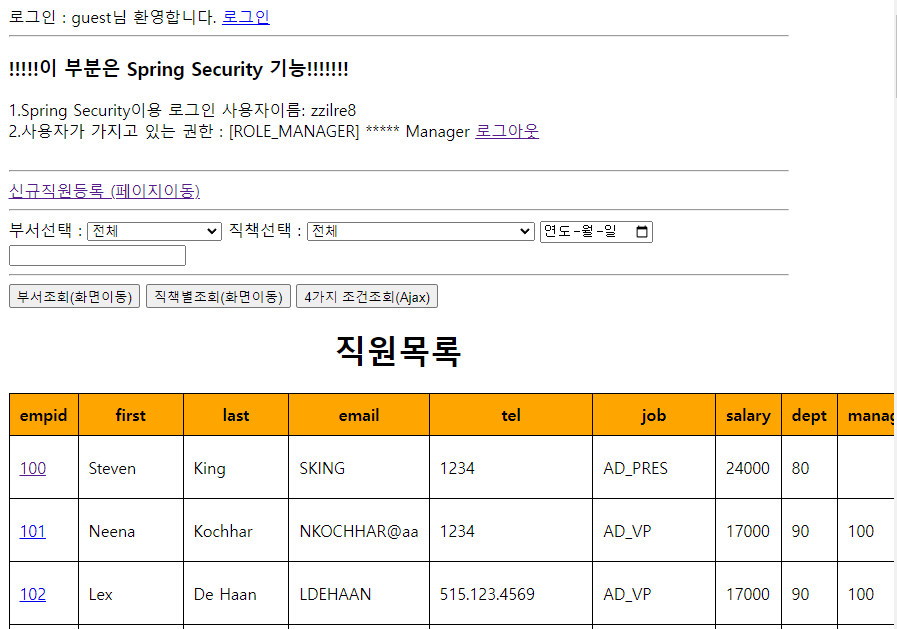 로그인 : guest님 환영합니다. 로그인
!!!!!이 부분은 Spring Security 기능!!!!!!!
1.Spring Security이용 로그인 사용자이름: zzilre8
2.사용자가 가지고 있는 권한 : [ROLE_MANAGER] ***** Manager 로그아웃
신규직원등록 (페이지이동)
부서선택 : 전체 직책선택 : 전체 연도-월-일
부서조회(화면이동) 직책별조회(화면이동) 4가지 조건조회(Ajax)
직원목록
empid first last email tel job salary dept manag
100 Steven King SKING 1234 AD_PRES 24000 80
101 Neena Kochhar NKOCHHAR@aa 1234 AD_VP 17000 90 100
102 Lex De Haan LDEHAAN 515.123.4569 AD_VP 17000 90 100